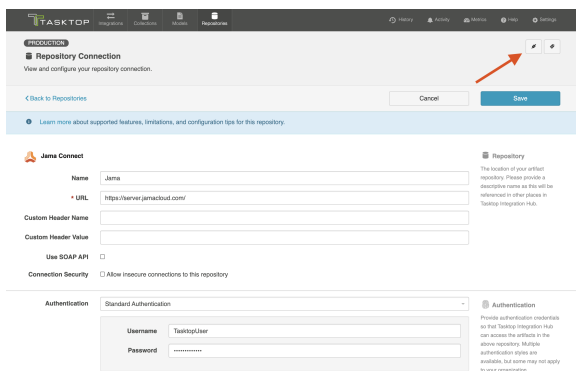 TASKTOP
Integrations
Collections
Models
Repositories
History
Activity
Metrics
Help
Settings
PRODUCTION
Repository Connection
View and configure your repository connection.
Back to Repositories
Cancel
Save
Learn more about supported features, limitations, and configuration tips for this repository.
Jama Connect
Name
Jama
* URL
https://server.jamacloud.com/
Custom Header Name
Custom Header Value
Use SOAP API
Connection Security
Allow insecure connections to this repository
Repository
The location of your artifact
repository. Please provide a
descriptive name as this will be
referenced in other places in
Tasktop Integration Hub.
Authentication
Standard Authentication
Username
TasktopUser
Password
Authentication
Provide authentication credentials
so that Tasktop Integration Hub
can access the artifacts in the
above repository. Multiple
authentication styles are
available, but some may not apply
to your organization.